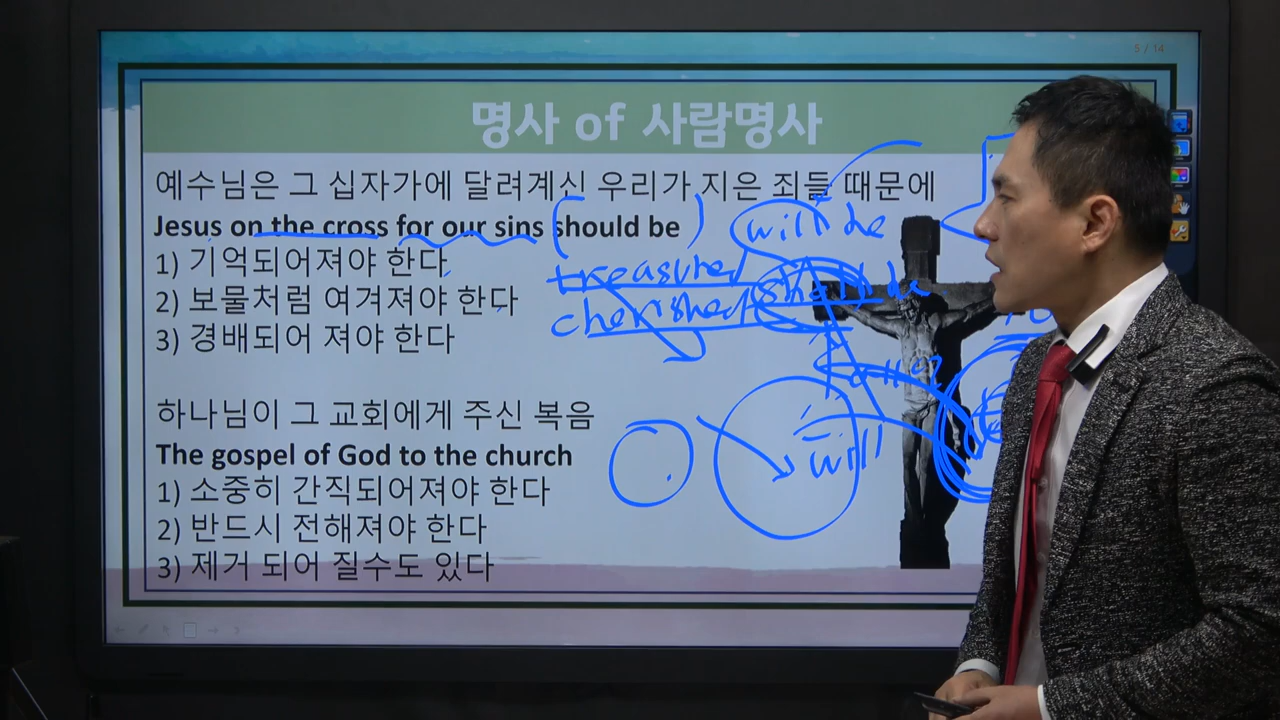 5 / 14
명사 of 사람명사
예수님은 그 십자가에 달려계신 우리가 지은 죄들 때문에
Jesus on the cross for our sins should be ( ) will be
1) 기억되어져야 한다
treasured
2) 보물처럼 여겨져야 한다
cherished
3) 경배되어 져야 한다
하나님이 그 교회에게 주신 복음
The gospel of God to the church
will
1) 소중히 간직되어져야 한다
2) 반드시 전해져야 한다
3) 제거 되어 질수도 있다